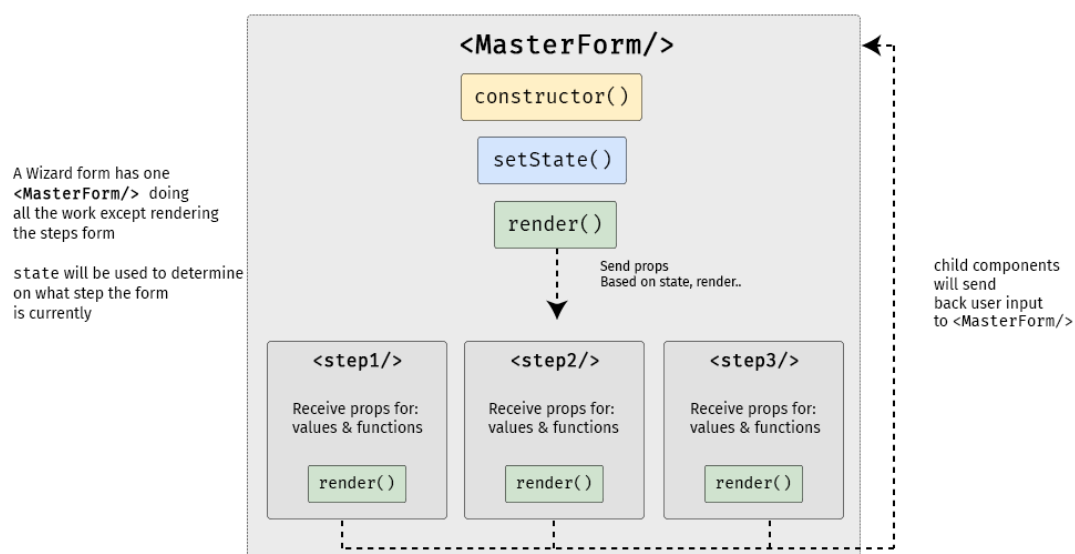 <MasterForm/>
constructor()
setState()
render()
A Wizard form has one
<MasterForm/> doing
all the work except rendering
the steps form
state will be used to determine
on what step the form
is currently
Send props
Based on state, render..
child components
will send
back user input
to <MasterForm/>
<step1/>
Receive props for:
values & functions
render()
<step2/>
Receive props for:
values & functions
render()
<step3/>
Receive props for:
values & functions
render()